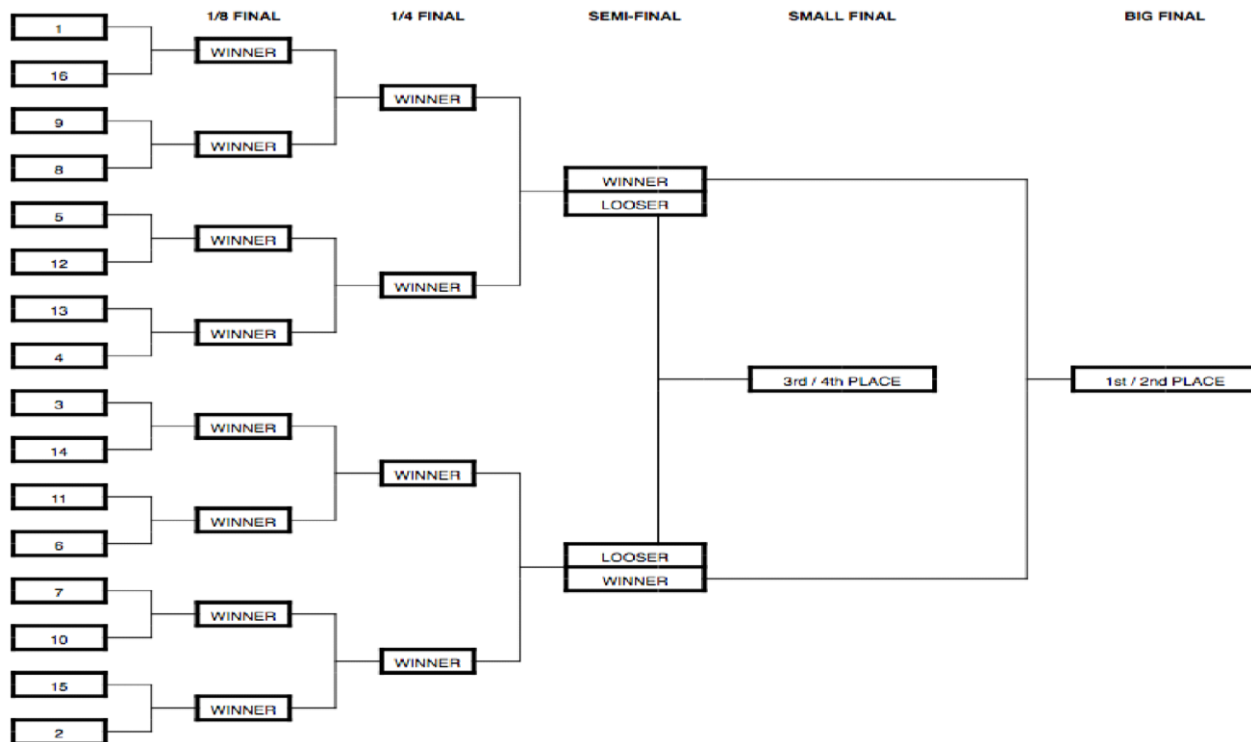 1/8 FINAL 1/4 FINAL SEMI-FINAL SMALL FINAL BIG FINAL
1
WINNER
16
WINNER
9
WINNER
8
WINNER
5
LOOSER
WINNER
12
WINNER
13
WINNER
4
3rd / 4th PLACE
1st / 2nd PLACE
3
WINNER
14
WINNER
11
WINNER
6
LOOSER
WINNER
7
WINNER
10
WINNER
15
WINNER
2